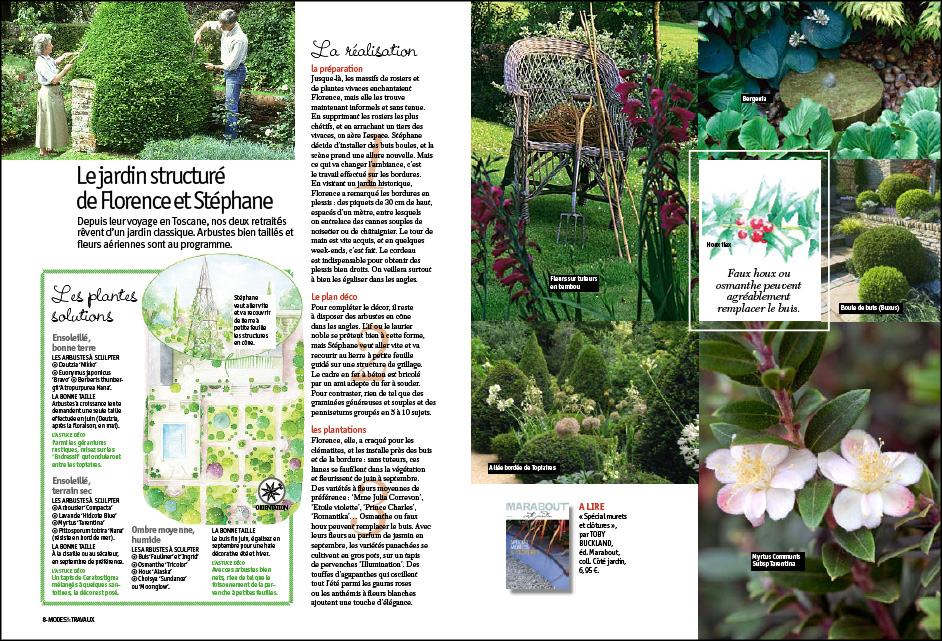 Le jardin structuré
de Florence et Stéphane
Depuis leur voyage en Toscane, nos deux retraités
rêvent d'un jardin classique. Arbustes bien taillés et
fleurs aériennes sont au programme.
Les plantes
solutions
Ensoleillé,
bonne terre
LES ARBUSTES À SCULPTER
Deutzia 'Nikko'
Euonymus japonicus
'Bravo' Berberis thunber-
gii 'Atropurpurea Nana'.
LA BONNE TAILLE
Arbustes à croissance lente
demandent une seule taille
effectuée en juin (Deutzia,
après la floraison, en mai).
L'ASTUCE DÉCO
Parmi les géraniums
rustiques, misez sur les
'Endressii' qui onduleront
entre les topiaires.
Ensoleillé,
terrain sec
LES ARBUSTES À SCULPTER
Arbousier 'Compacta'
Lavande 'Hidcote Blue'
Myrtus 'Tarentina'
Pittosporum tobira 'Nana'
(résiste en bord de mer).
LA BONNE TAILLE
À la cisaille ou au sécateur,
en septembre de préférence.
L'ASTUCE DÉCO
Un tapis de Ceratostigma
mélangés à quelques san-
tolines, le décor est posé.
Stéphane
veut aller vite
et va recouvrir
de lierre à
petite feuille
les structures
en cône.
ORIENTATION
Ombre moyenne,
humide
LES ARBUSTES À SCULPTER
Buis 'Faulkner' et 'Ingrid'
Osmanthe 'Tricolor'
Houx 'Alaska'
Choisya 'Sundance'
ou 'Moonglow'.
LA BONNE TAILLE
Le buis fin juin, égalisez en
septembre pour une haie
décorative été et hiver.
L'ASTUCE DÉCO
Avec ces arbustes bien
nets, rien de tel que le
foisonnement de la per-
venche à petites feuilles.
8 - MODES & TRAVAUX
La réalisation
la préparation
Jusque-là, les massifs de rosiers et
de plantes vivaces enchantaient
Florence, mais elle les trouve
maintenant informels et sans tenue.
En supprimant les rosiers les plus
chétifs, et en arrachant un tiers des
vivaces, on aère l'espace. Stéphane
décide d'installer des buis boules, et la
scène prend une allure nouvelle. Mais
ce qui va changer l'ambiance, c'est
le travail effectué sur les bordures.
En visitant un jardin historique,
Florence a remarqué les bordures en
plessis : des piquets de 30 cm de haut,
espacés d'un mètre, entre lesquels
on entrelace des cannes souples de
noisetier ou de châtaignier. Le tour de
main est vite acquis, et en quelques
week-ends, c'est fait. Le cordeau
est indispensable pour obtenir des
plessis bien droits. On veillera surtout
à bien les égaliser dans les angles.
Le plan déco
Pour compléter le décor, il reste
à disposer des arbustes en cône
dans les angles. L'if ou le laurier
noble se prêtent bien à cette forme,
mais Stéphane veut aller vite et va
recourir au lierre à petite feuille
guidé sur une structure de grillage.
Le cadre en fer à béton est bricolé
par un ami adepte du fer à souder.
Pour contraster, rien de tel que des
graminées généreuses et souples et des
pennisetums groupés en 3 à 10 sujets.
les plantations
Florence, elle, a craqué pour les
clématites, et les installe près des buis
et de la bordure : sans tuteurs, ces
lianes se faufilent dans la végétation
et fleurissent de juin à septembre.
Des variétés à fleurs moyennes de
préférence : 'Mme Julia Correvon',
'Etoile violette', 'Prince Charles',
'Romantika'... Osmanthe ou faux
houx peuvent remplacer le buis. Avec
leurs fleurs au parfum de jasmin en
septembre, les variétés panachées se
cultivent en gros pots, sur un tapis
de pervenches 'Illumination'. Des
touffes d'agapanthes qui oscillent
tout l'été parmi les gauras roses
ou les anthémis à fleurs blanches
ajoutent une touche d'élégance.
1
2
3
Fleurs sur tuteurs
en bambou
Bergenia
Houx Ilex
Faux houx ou
osmanthe peuvent
agréablement
remplacer le buis.
Boule de buis (Buxus)
Allée bordée de Topiaires
MARABOUT
A LIRE
« Spécial murets
et clôtures »,
par TOBY
BUCKLAND,
éd. Marabout,
coll. Côté jardin,
6,95 €.
Myrtus Communis
Subsp Tarentina